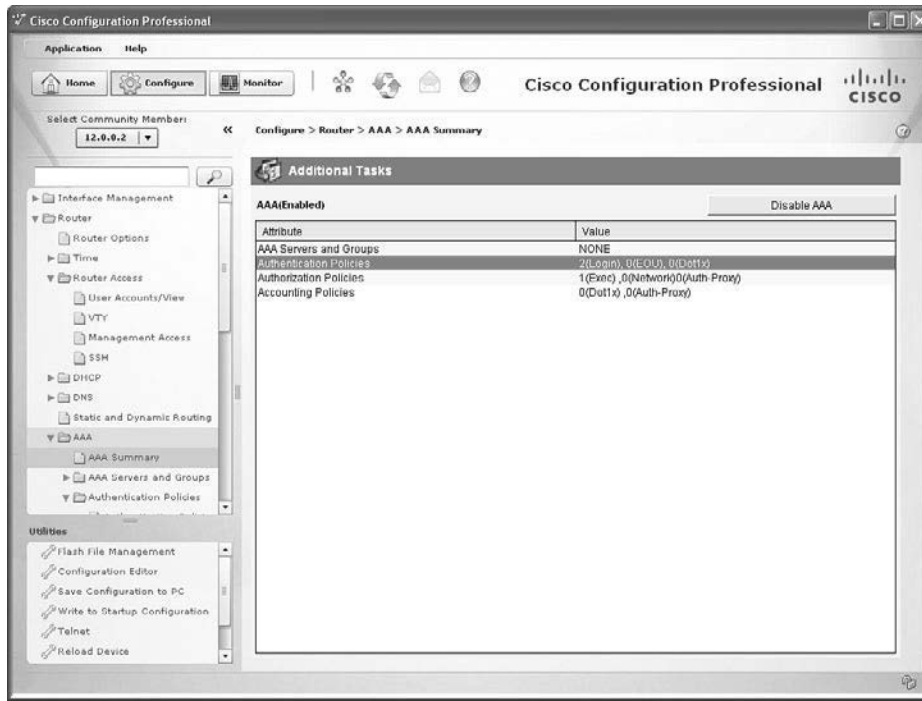 Cisco Configuration Professional
Application Help
Home Configure Monitor Cisco Configuration Professional CISCO
Select Community Member:
12.0.0.2
Configure > Router > AAA > AAA Summary
Additional Tasks
AAA(Enabled) Disable AAA
Attribute Value
AAA Servers and Groups NONE
Authentication Policies 2(Login), 0(EOU), 0(Dot1x)
Authorization Policies 1(Exec) ,0(Network)0(Auth-Proxy)
Accounting Policies 0(Dot1x) ,0(Auth-Proxy)
Interface Management
Router
Router Options
Time
Router Access
User Accounts/View
VTY
Management Access
SSH
DHCP
DNS
Static and Dynamic Routing
AAA
AAA Summary
AAA Servers and Groups
Authentication Policies
Utilities
Flash File Management
Configuration Editor
Save Configuration to PC
Write to Startup Configuration
Telnet
Reload Device